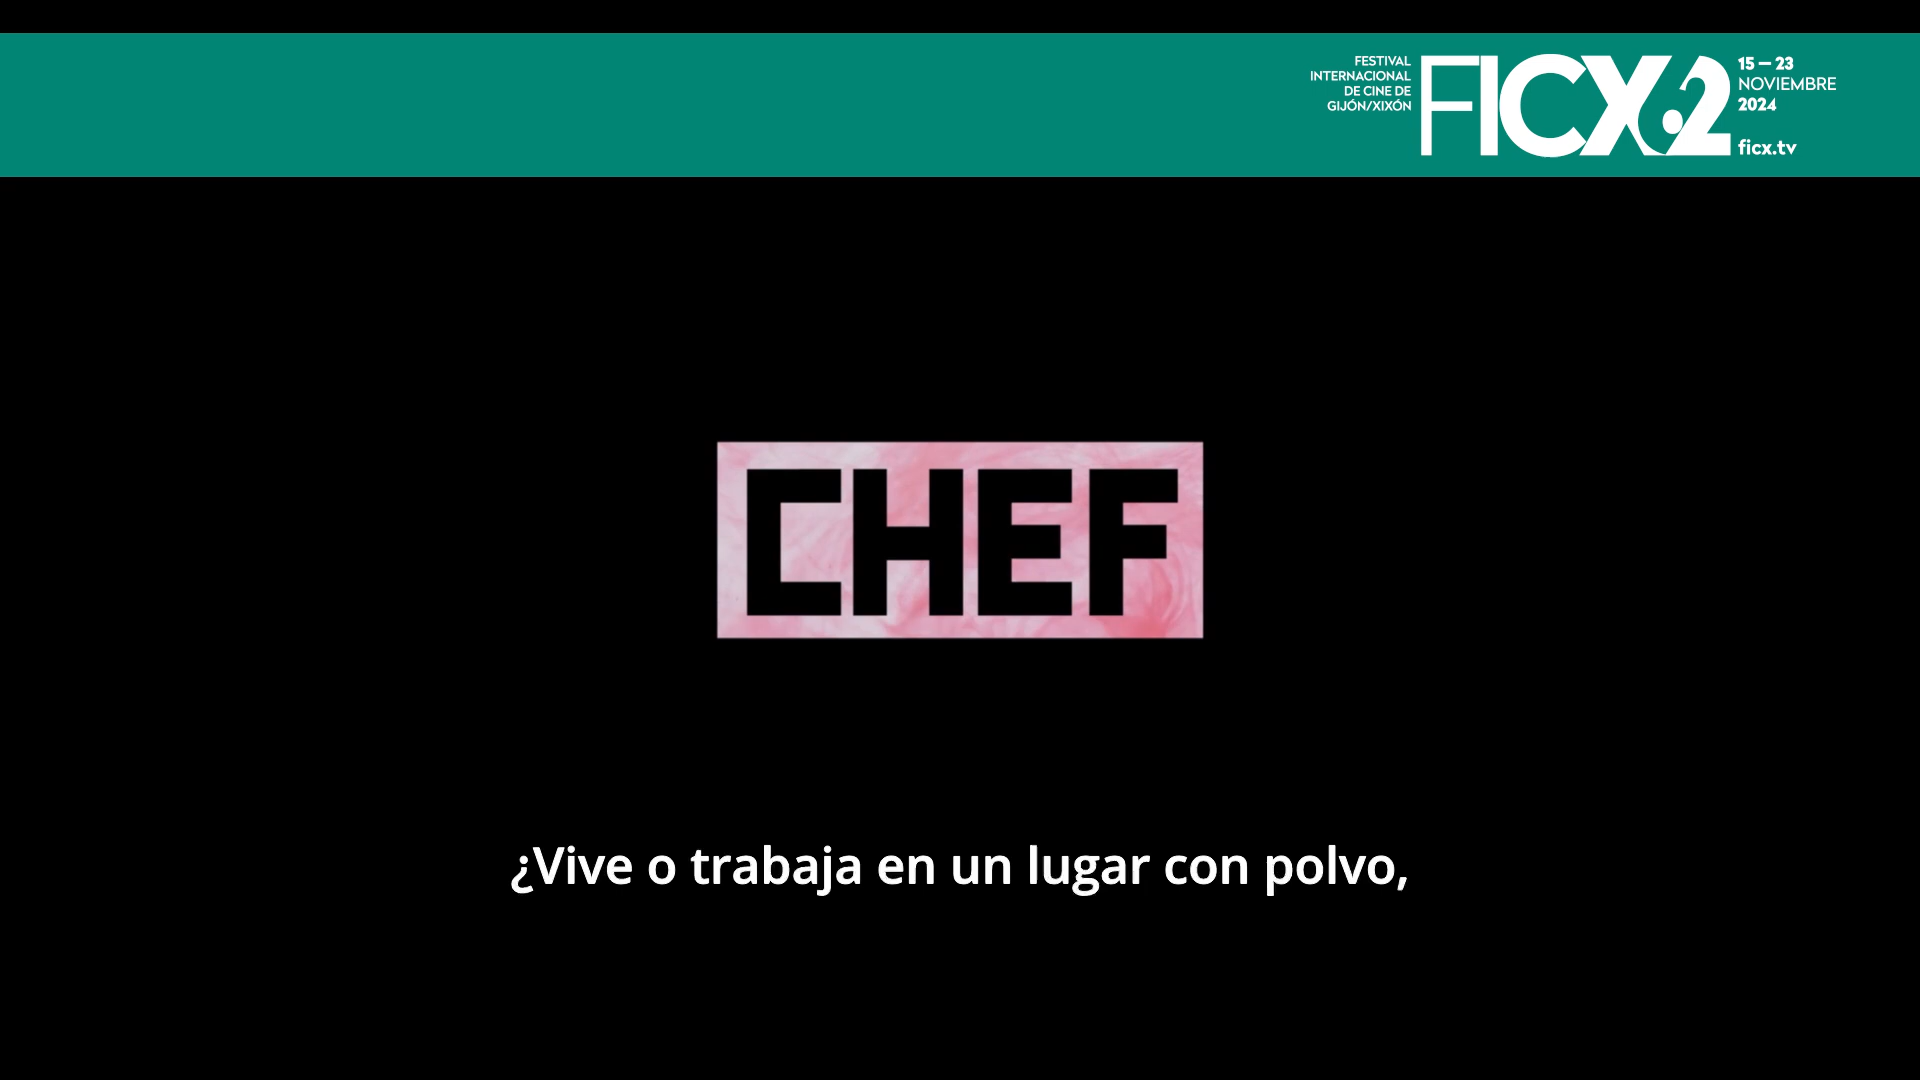 FESTIVAL
INTERNACIONAL
DE CINE DE
GIJÓN/XIXÓN
FICX62
15 — 23
NOVIEMBRE
2024
ficx.tv
CHEF
¿Vive o trabaja en un lugar con polvo,